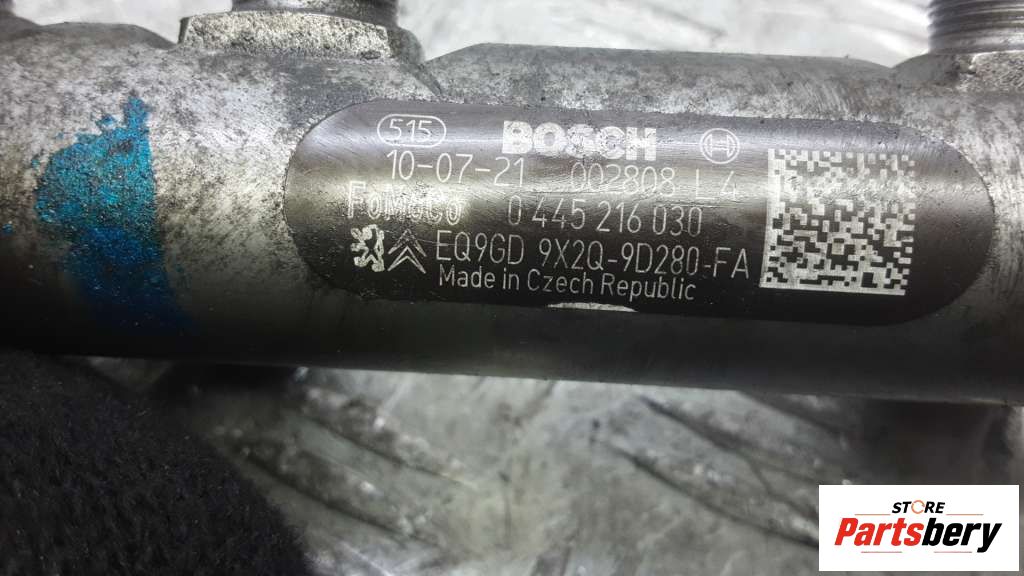 515 BOSCH H
10-07-21 002808 L4
FoMoCo 0 445 216 030
EQ9GD 9X2Q-9D280-FA
Made in Czech Republic
STORE
Partsbery